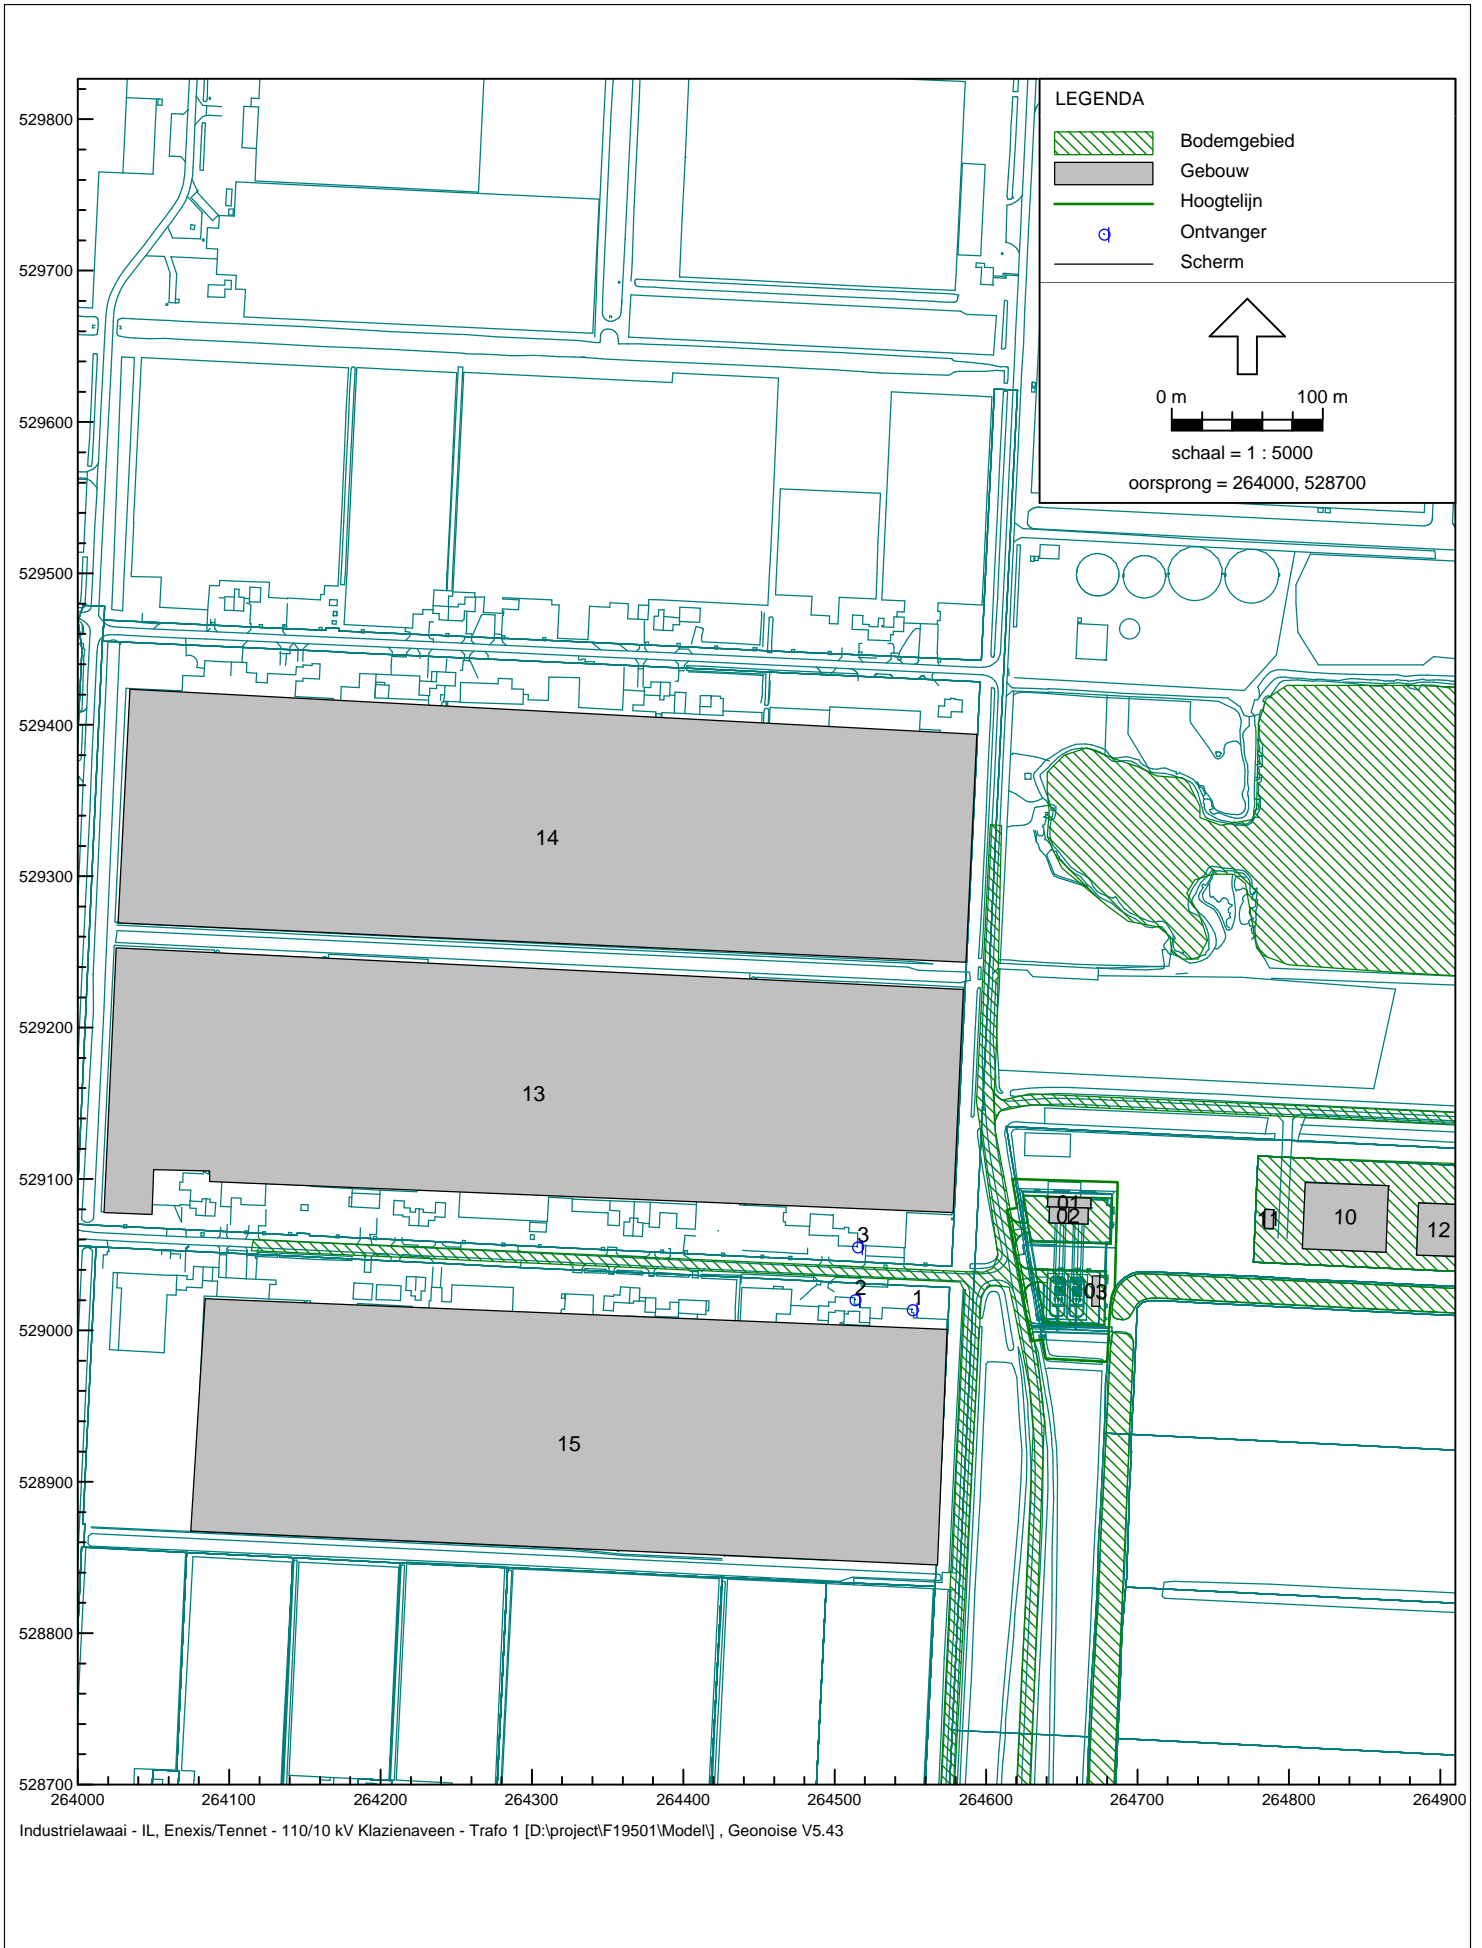 LEGENDA
Bodemgebied
Gebouw
Hoogtelijn
Ontvanger
Scherm
0 m 100 m
schaal = 1 : 5000
oorsprong = 264000, 528700
529800
529700
529600
529500
529400
14
529300
529200
13
529100
01
02
11
10
12
3
03
2
1
529000
15
528900
528800
528700
264000 264100 264200 264300 264400 264500 264600 264700 264800 264900
Industrielawaai - IL, Enexis/Tennet - 110/10 kV Klazienaveen - Trafo 1 [D:\project\F19501\Model\] , Geonoise V5.43